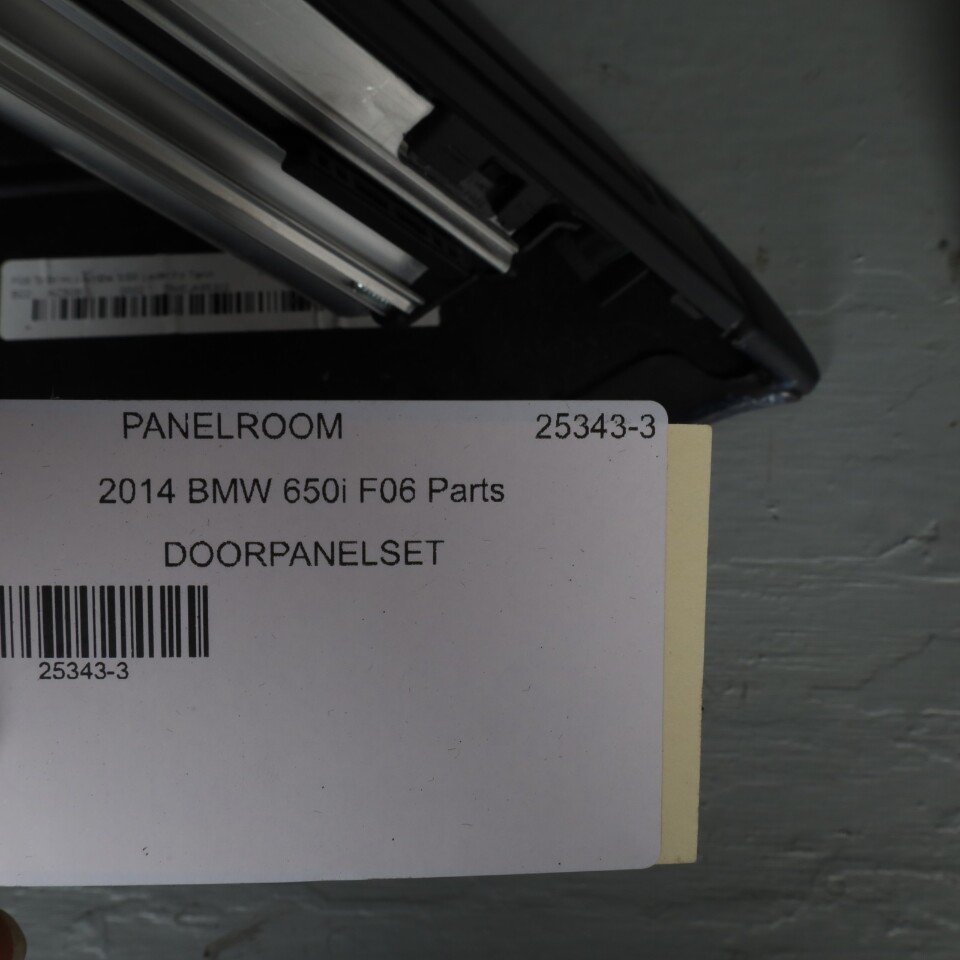 PANELROOM 25343-3
2014 BMW 650i F06 Parts
DOORPANELSET
25343-3